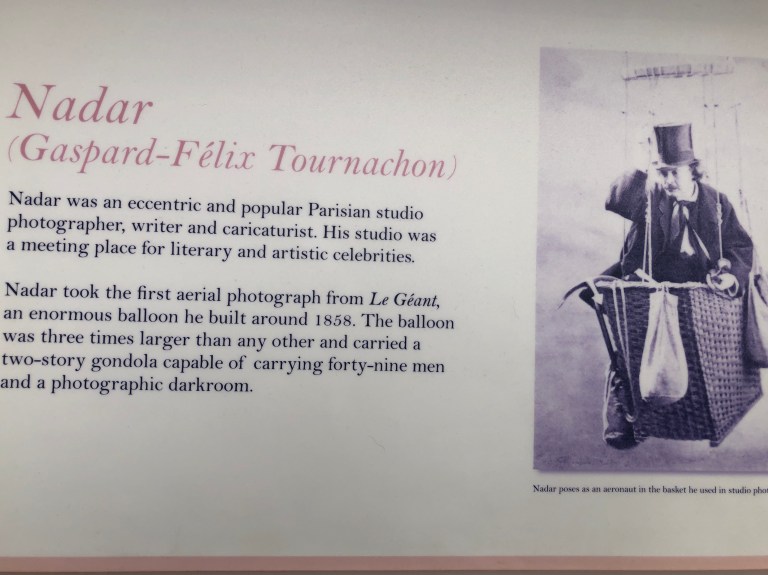 Nadar
(Gaspard-Félix Tournachon)
Nadar was an eccentric and popular Parisian studio
photographer, writer and caricaturist. His studio was
a meeting place for literary and artistic celebrities.
Nadar took the first aerial photograph from Le Géant,
an enormous balloon he built around 1858. The balloon
was three times larger than any other and carried a
two-story gondola capable of carrying forty-nine men
and a photographic darkroom.
Nadar poses as an aeronaut in the basket he used in studio phot